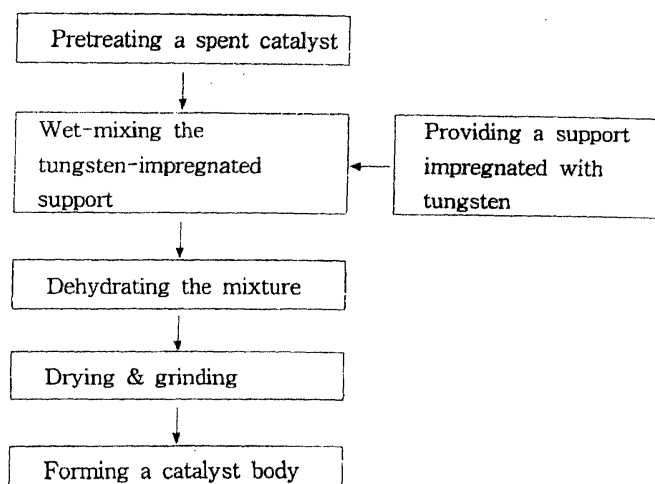 Pretreating a spent catalyst
Wet-mixing the
tungsten-impregnated
support
Providing a support
impregnated with
tungsten
Dehydrating the mixture
Drying & grinding
Forming a catalyst body